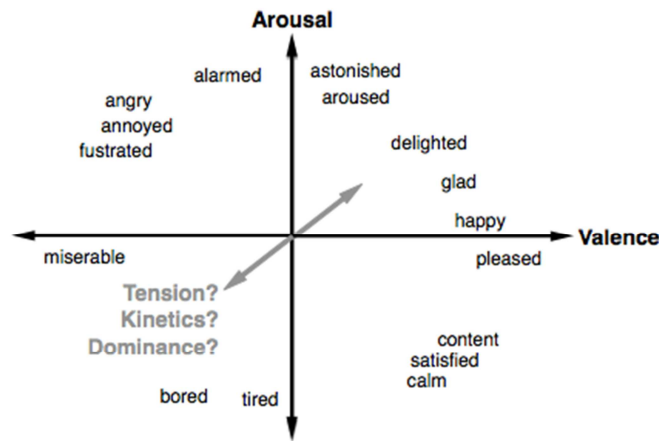 Arousal
alarmed
astonished
aroused
angry
annoyed
fustrated
delighted
glad
happy
Valence
miserable
pleased
Tension?
Kinetics?
Dominance?
content
satisfied
calm
bored
tired